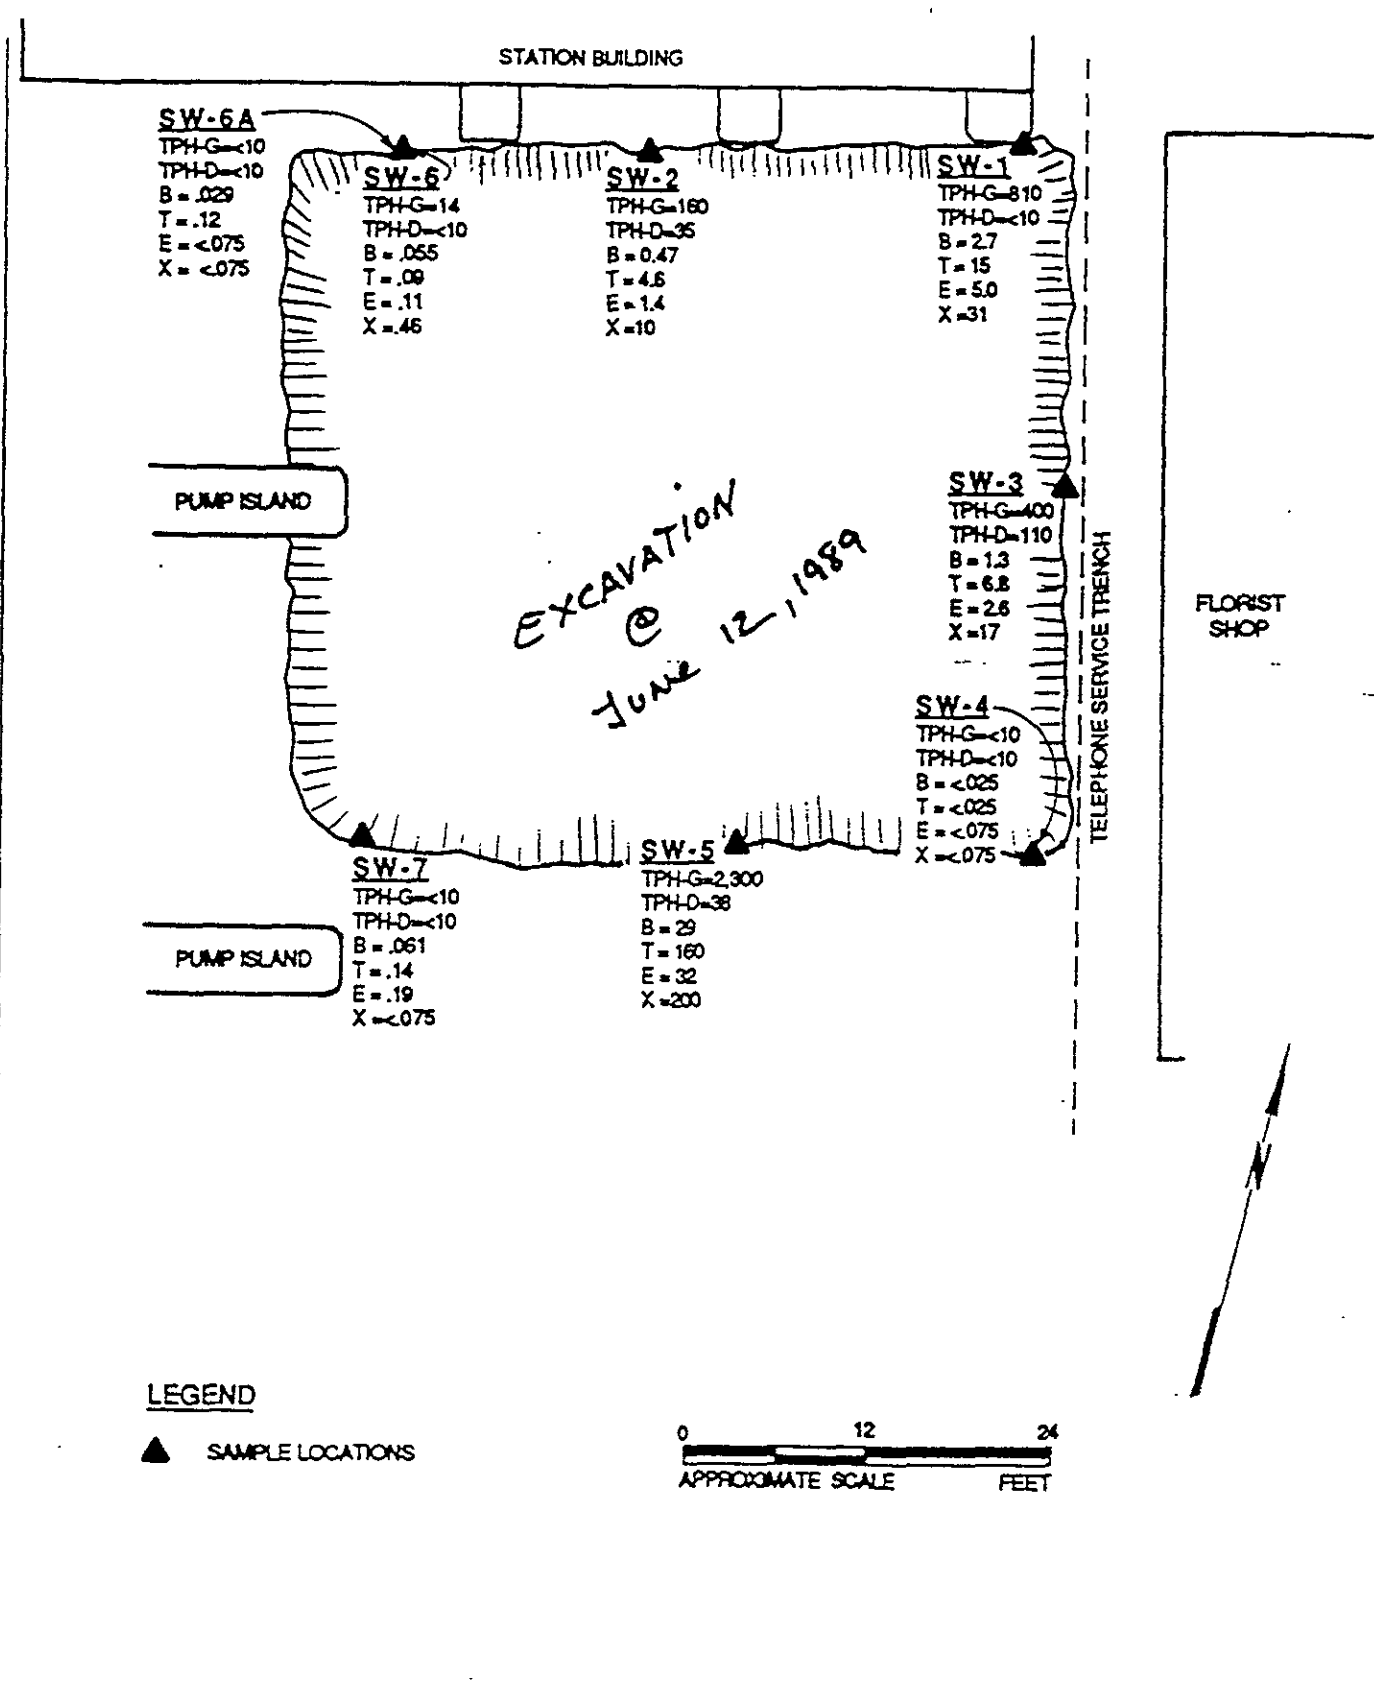 STATION BUILDING
SW-6A
TPH-G=<10
TPH-D=<10
B = .029
T = .12
E = <.075
X = <.075
SW-6
TPH-G=14
TPH-D=<10
B = .055
T = .09
E = .11
X =.46
SW-2
TPH-G=160
TPH-D=35
B = 0.47
T = 4.6
E = 1.4
X =10
SW-1
TPH-G=810
TPH-D=<10
B = 2.7
T = 15
E = 5.0
X =31
PUMP ISLAND
EXCAVATION
@
JUNE 12, 1989
SW-3
TPH-G=400
TPH-D=110
B = 1.3
T = 6.8
E = 2.6
X =17
TELEPHONE SERVICE TRENCH
FLORIST
SHOP
SW-4
TPH-G=<10
TPH-D=<10
B = <.025
T = <.025
E = <.075
X =<.075
SW-7
TPH-G=<10
TPH-D=<10
B = .061
T = .14
E = .19
X =<.075
SW-5
TPH-G=2,300
TPH-D=38
B = 29
T = 160
E = 32
X =200
PUMP ISLAND
N
LEGEND
SAMPLE LOCATIONS
0 12 24
APPROXIMATE SCALE FEET